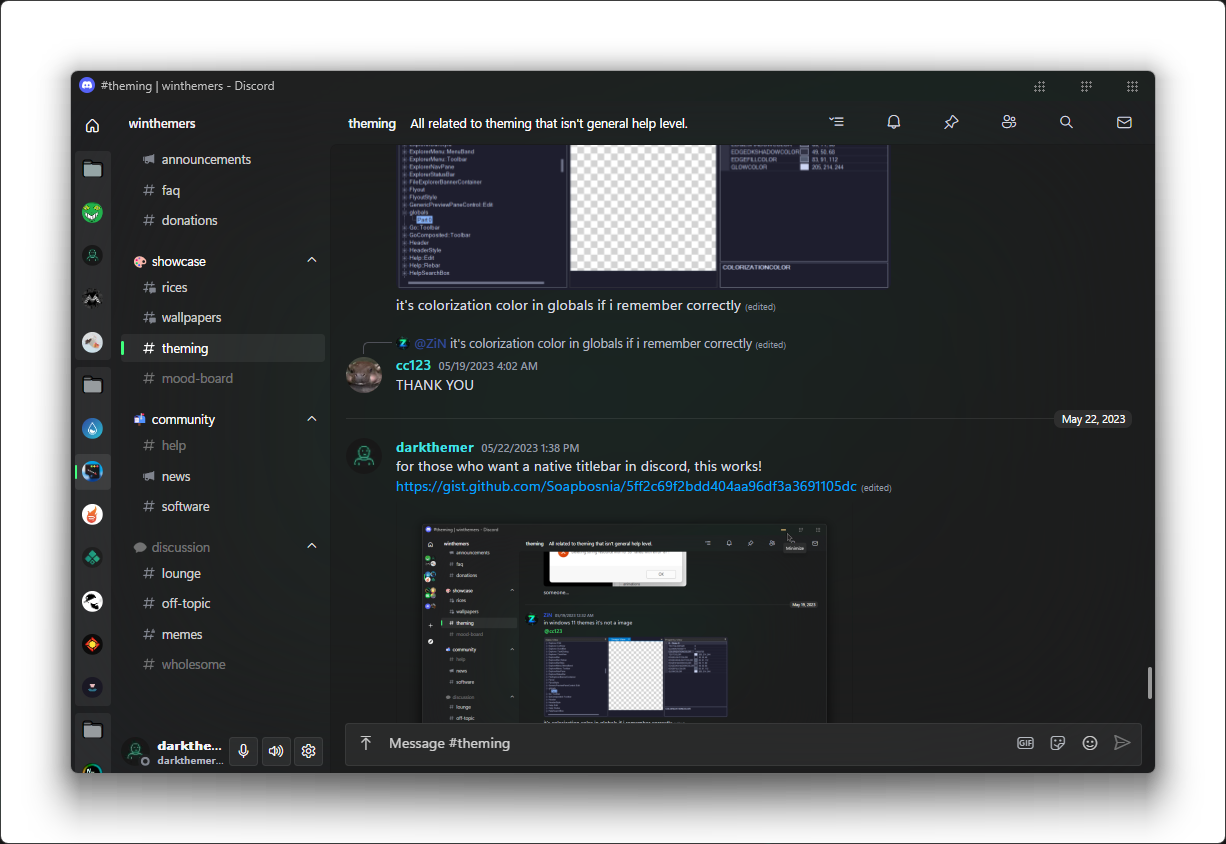 #theming | winthemers - Discord
winthemers
announcements
faq
donations
showcase
rices
wallpapers
theming
mood-board
community
help
news
software
discussion
lounge
off-topic
memes
wholesome
darkthe...
darkthemer...
theming All related to theming that isn't general help level.
ExplorerMenu::MenuBand
ExplorerMenu::Toolbar
ExplorerNavPane
ExplorerStatusBar
FileExplorerBannerContainer
Flyout
FlyoutStyle
GenericPreviewPaneControl::Edit
globals
Go::Toolbar
GoComposited::Toolbar
Header
HeaderStyle
Help::Edit
Help::Rebar
HelpSearchBox
EDGEDKSHADOWCOLOR 49, 50, 68
EDGEFILLCOLOR 83, 91, 112
GLOWCOLOR 205, 214, 244
COLORIZATIONCOLOR
it's colorization color in globals if i remember correctly (edited)
@ZiN it's colorization color in globals if i remember correctly (edited)
cc123 05/19/2023 4:02 AM
THANK YOU
May 22, 2023
darkthemer 05/22/2023 1:38 PM
for those who want a native titlebar in discord, this works!
https://gist.github.com/Soapbosnia/5ff2c69f2bdd404aa96df3a3691105dc (edited)
#theming | winthemers - Discord
Minimize
winthemers
announcements
faq
donations
showcase
rices
wallpapers
theming
mood-board
community
help
news
software
discussion
lounge
off-topic
theming All related to theming that isn't general help level.
OK
someone...
May 19, 2023
in windows 11 themes it's not a image
@cc123
Message #theming
GIF